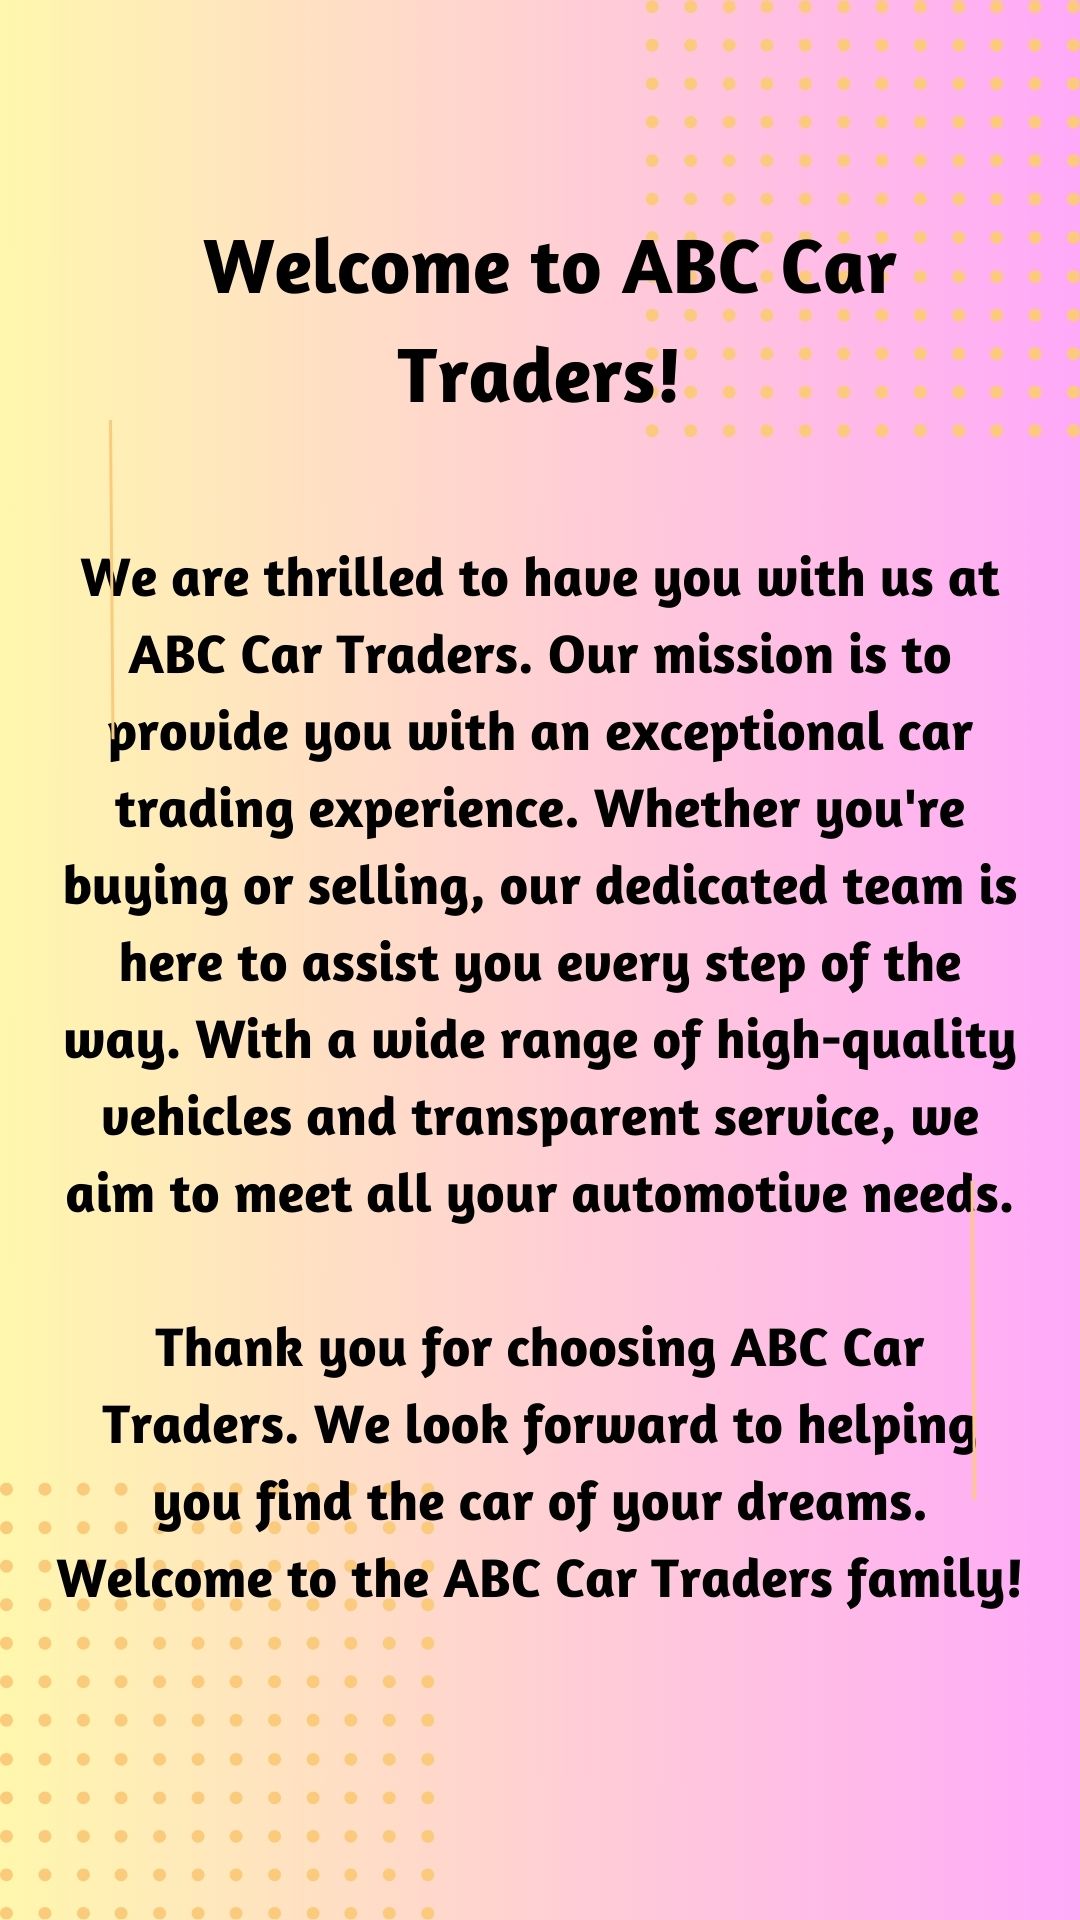 Welcome to ABC Car
Traders!
We are thrilled to have you with us at
ABC Car Traders. Our mission is to
provide you with an exceptional car
trading experience. Whether you're
buying or selling, our dedicated team is
here to assist you every step of the
way. With a wide range of high-quality
vehicles and transparent service, we
aim to meet all your automotive needs.
Thank you for choosing ABC Car
Traders. We look forward to helping
you find the car of your dreams.
Welcome to the ABC Car Traders family!